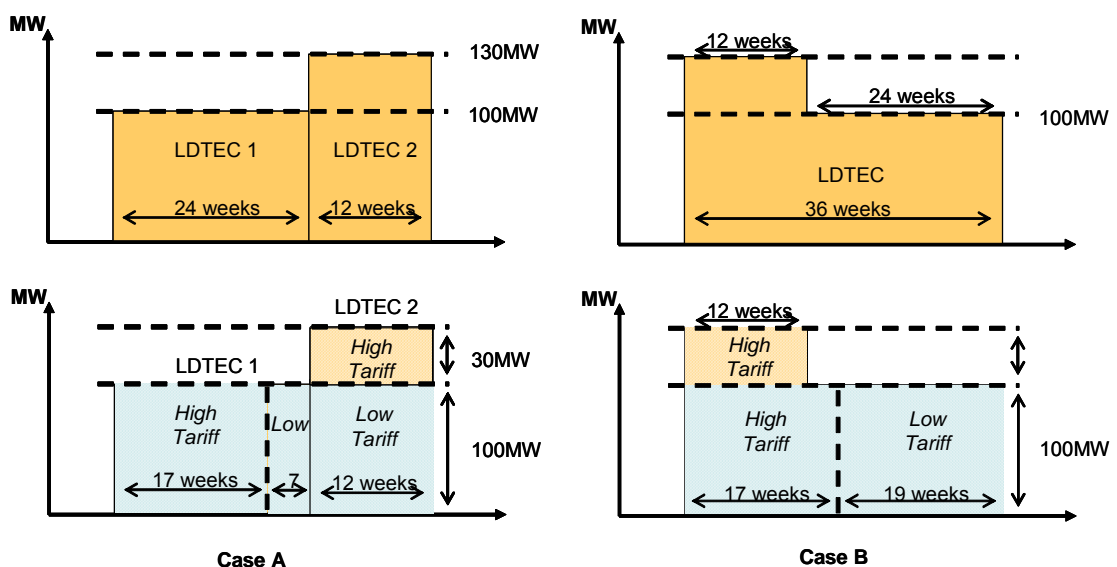 MW
130MW
100MW
LDTEC 1
LDTEC 2
24 weeks
12 weeks
MW
12 weeks
24 weeks
100MW
LDTEC
36 weeks
MW
LDTEC 2
High
Tariff
30MW
LDTEC 1
High
Tariff
Low
Low
Tariff
100MW
17 weeks
7
12 weeks
Case A
MW
12 weeks
High
Tariff
High
Tariff
Low
Tariff
100MW
17 weeks
19 weeks
Case B